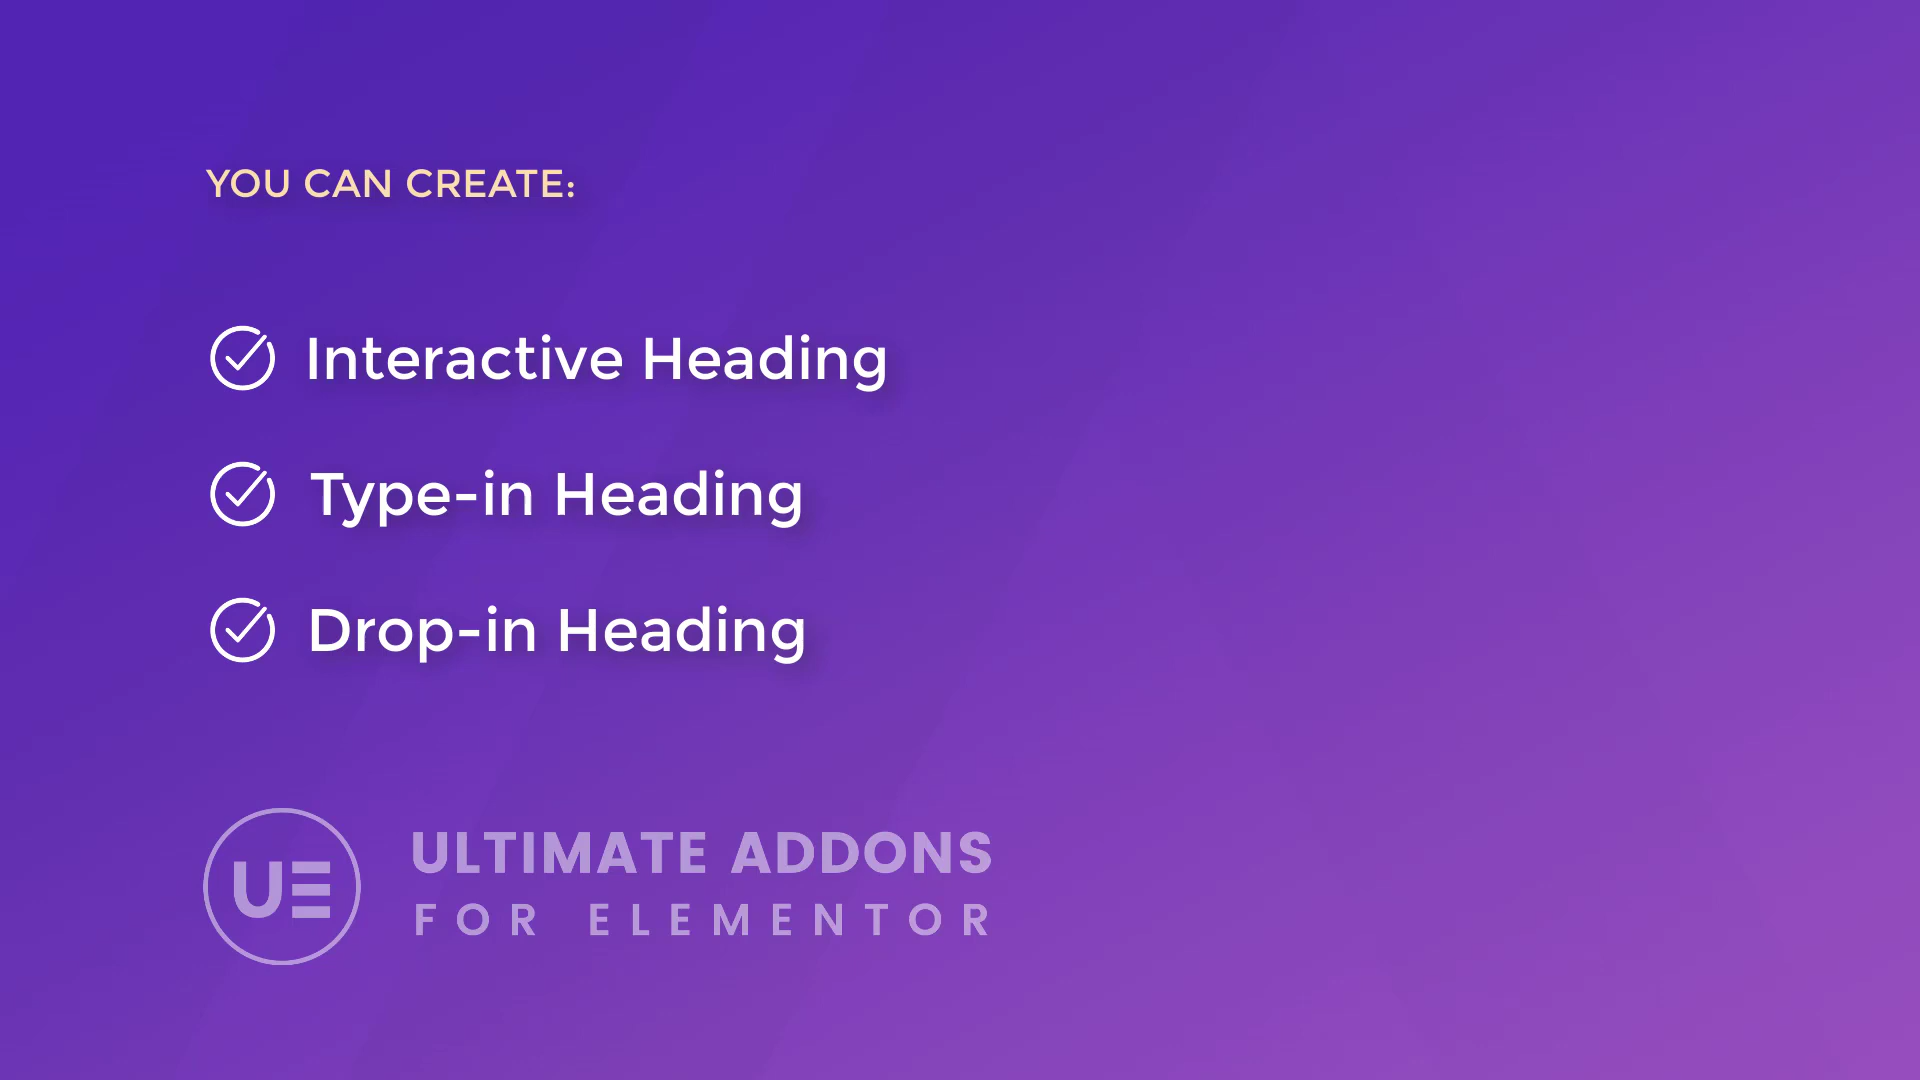 YOU CAN CREATE:
Interactive Heading
Type-in Heading
Drop-in Heading
UE
ULTIMATE ADDONS
FOR ELEMENTOR